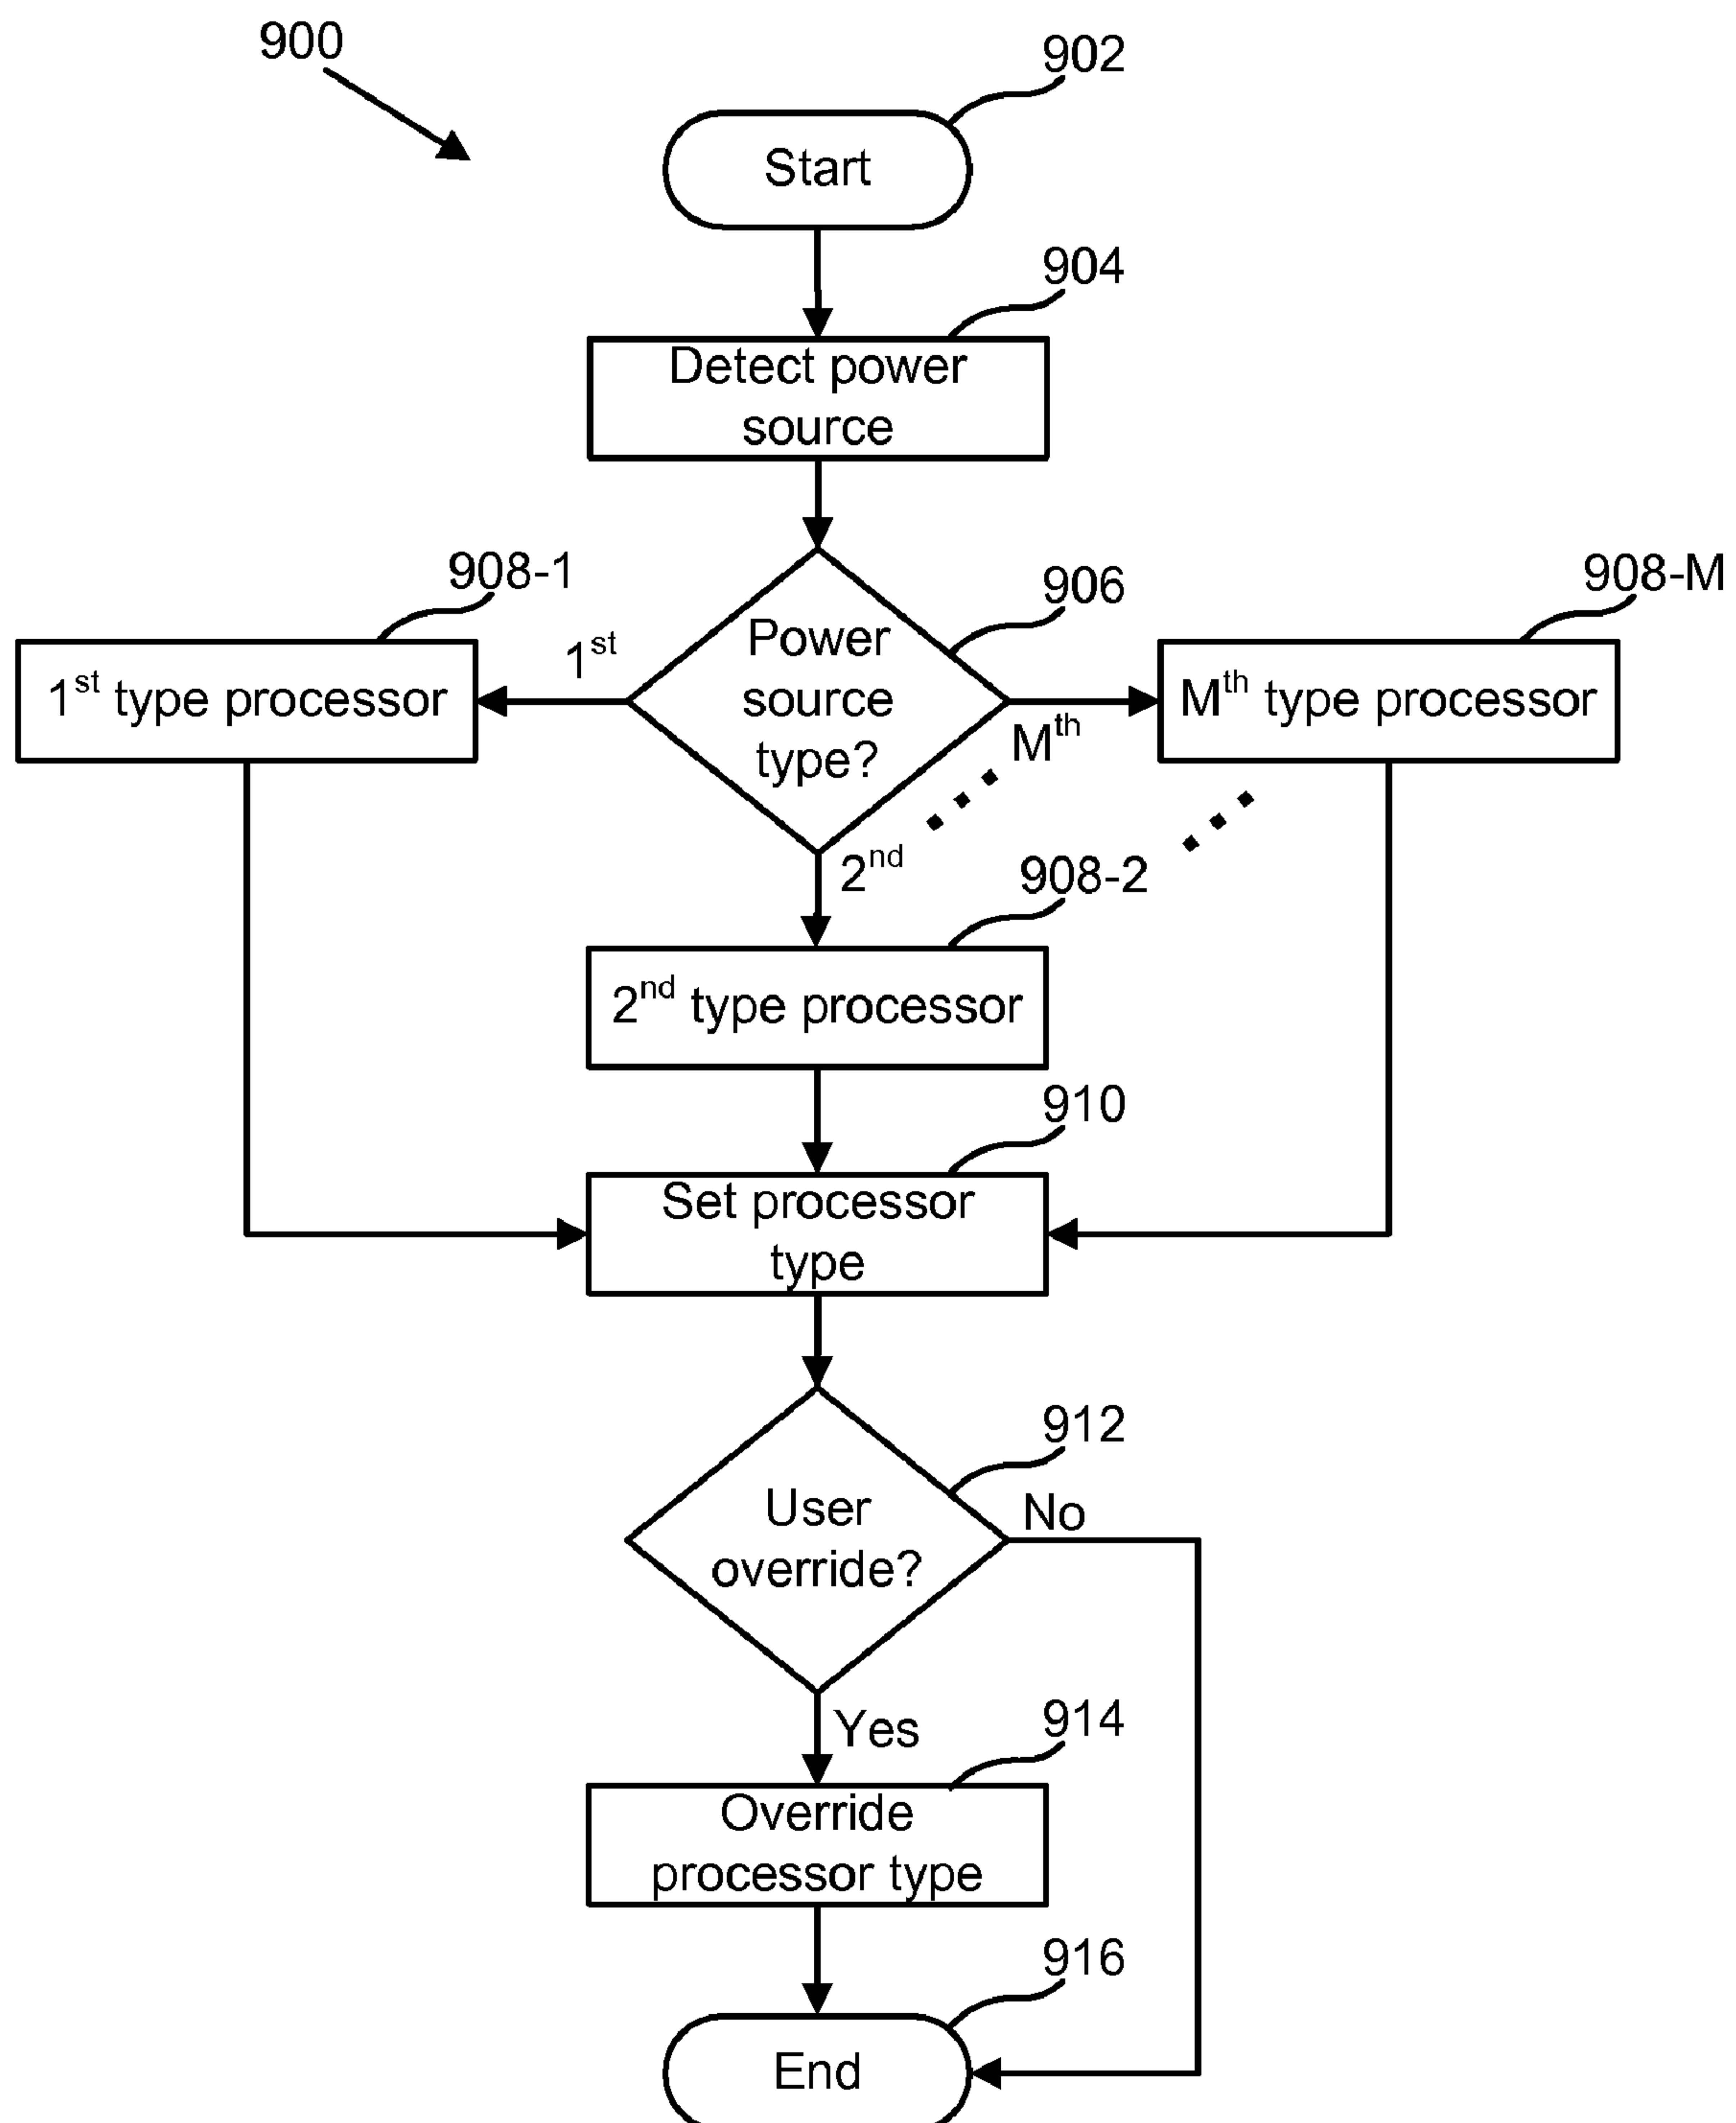 900
902
Start
904
Detect power
source
908-1
906
908-M
1st type processor
1st
Power
source
type?
Mth
Mth type processor
2nd
908-2
2nd type processor
910
Set processor
type
912
User
override?
No
Yes
914
Override
processor type
916
End